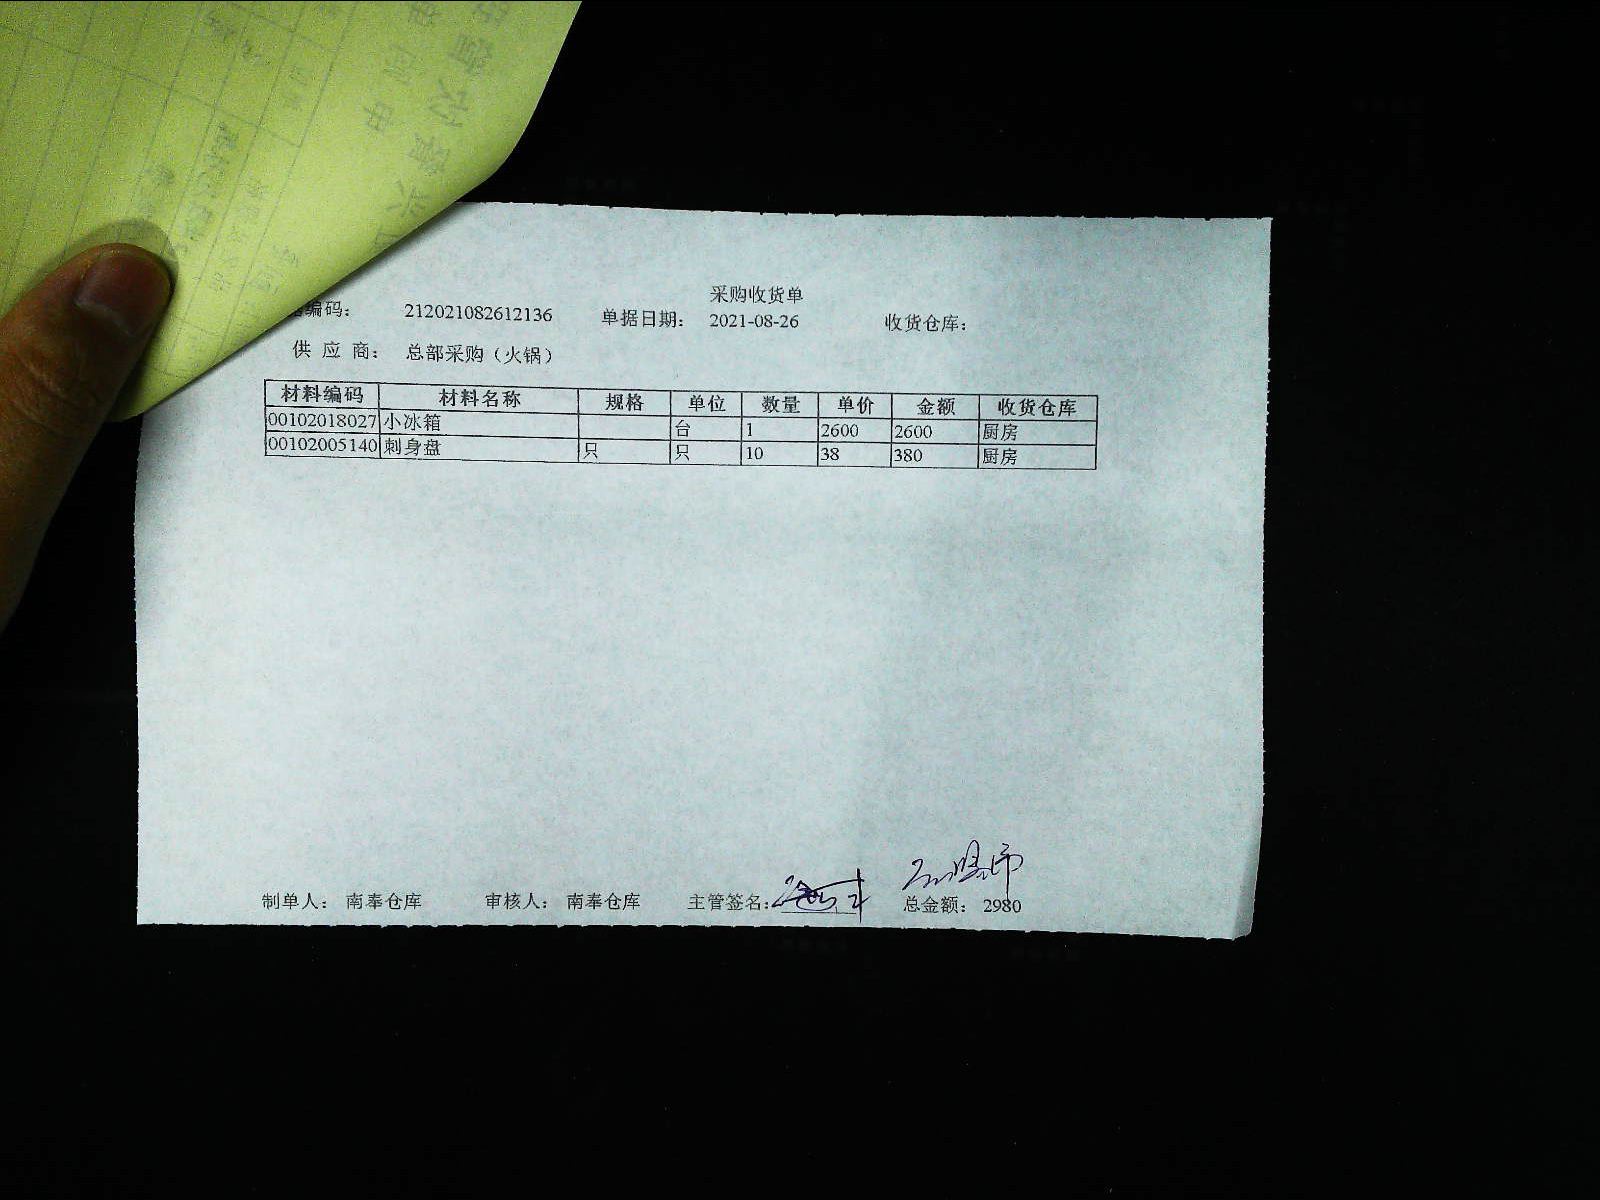 采购收货单
编码： 212021082612136 单据日期： 2021-08-26 收货仓库：
供 应 商： 总部采购（火锅）
材料编码 材料名称 规格 单位 数量 单价 金额 收货仓库
00102018027 小冰箱 台 1 2600 2600 厨房
00102005140 刺身盘 只 只 10 38 380 厨房
制单人： 南奉仓库 审核人： 南奉仓库 主管签名： 总金额： 2980